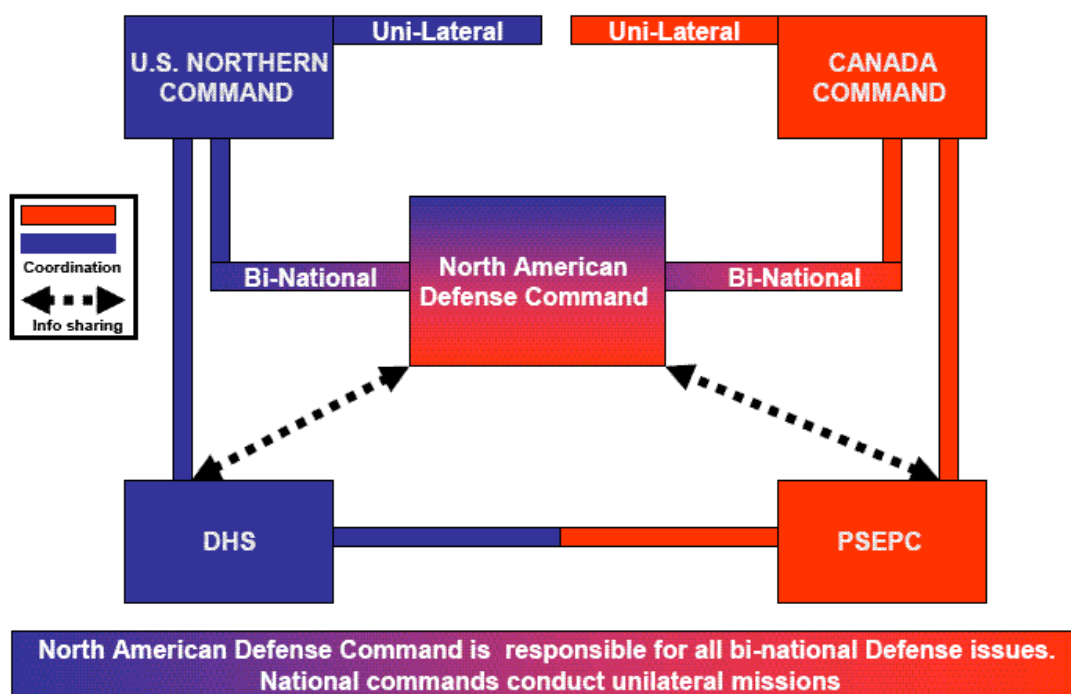 Uni-Lateral
Uni-Lateral
U.S. NORTHERN
COMMAND
CANADA
COMMAND
Coordination
Info sharing
Bi-National
North American
Defense Command
Bi-National
DHS
PSEPC
North American Defense Command is responsible for all bi-national Defense issues.
National commands conduct unilateral missions